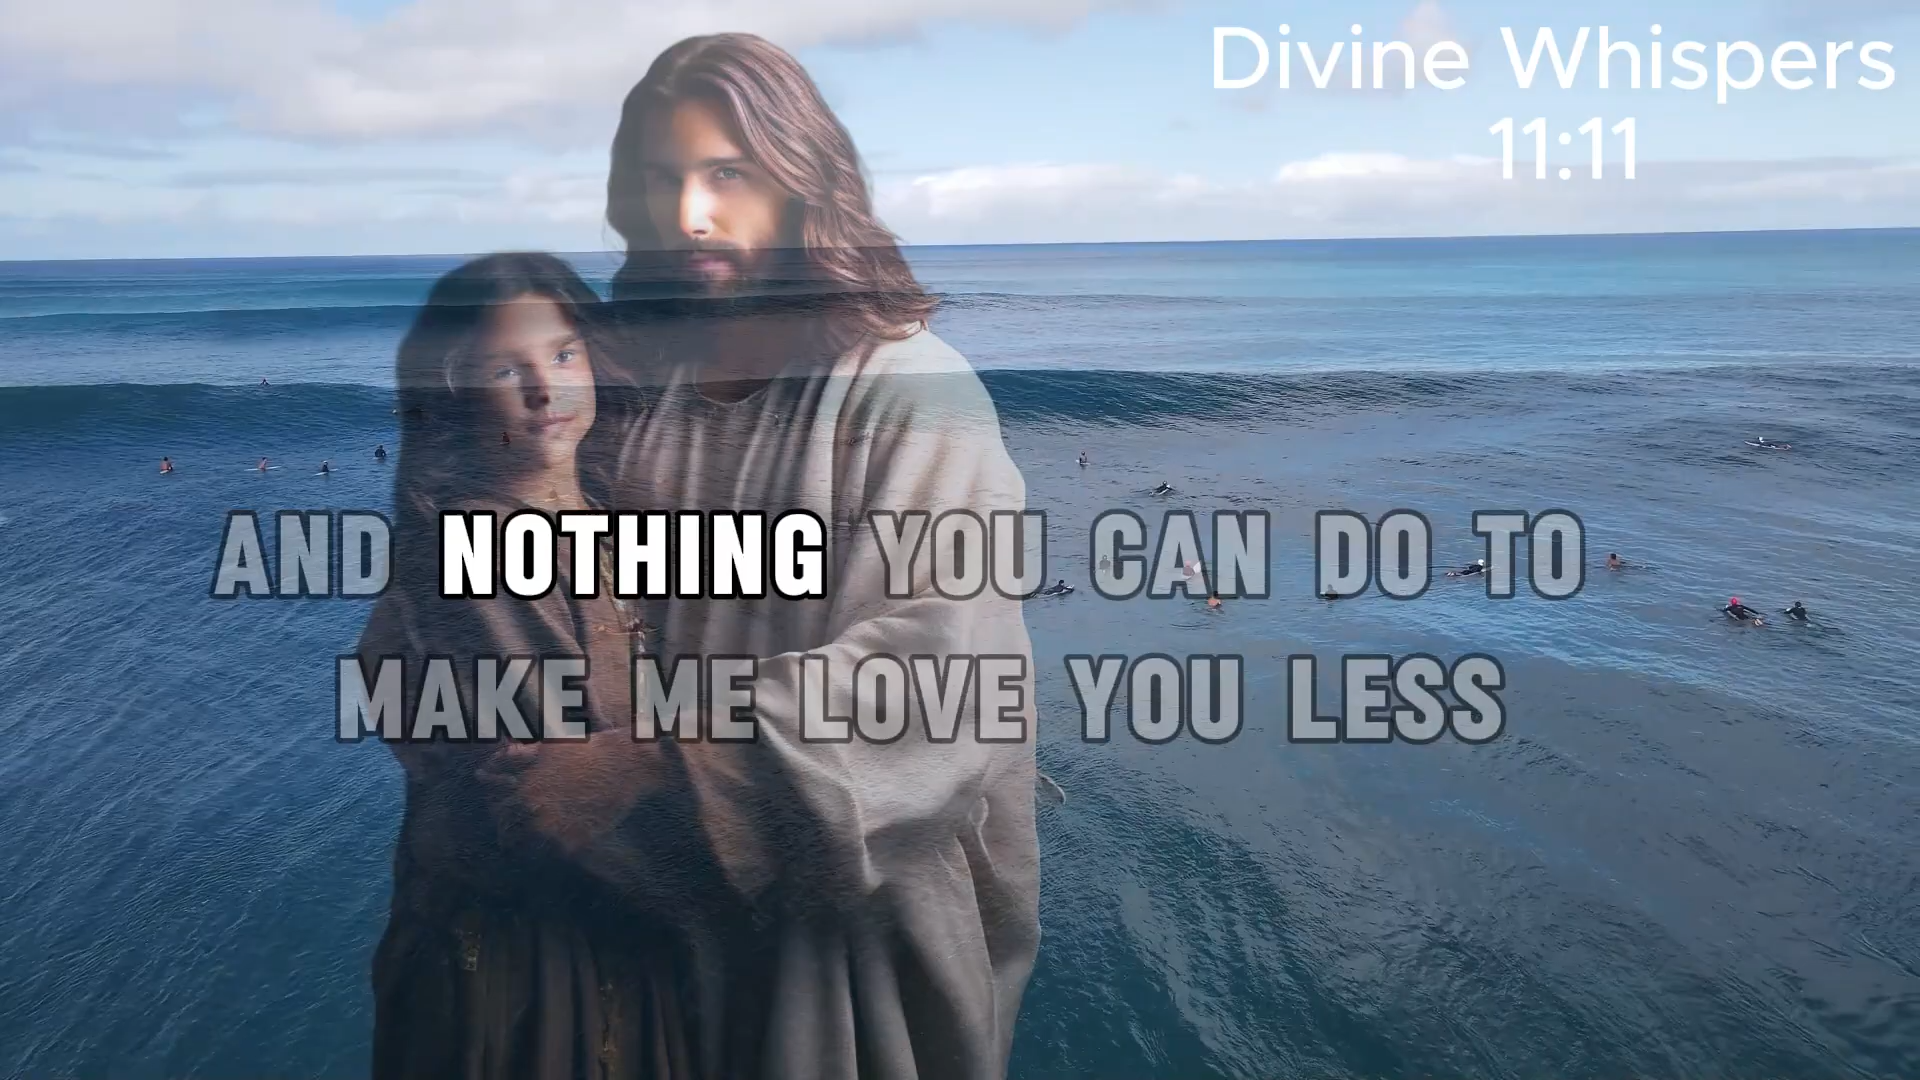 Divine Whispers
11:11
AND NOTHING YOU CAN DO TO
MAKE ME LOVE YOU LESS